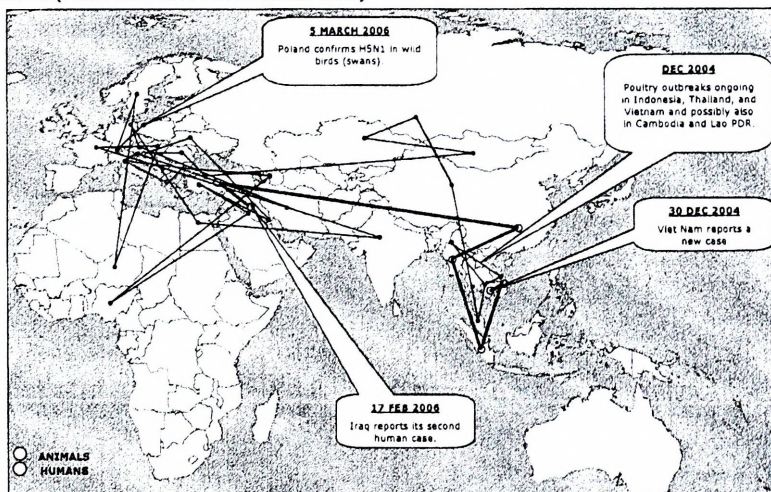 5 MARCH 2006
Poland confirms H5N1 in wild
birds (swans)
DEC 2004
Poultry outbreaks ongoing
in Indonesia, Thailand, and
Vietnam and possibly also
in Cambodia and Lao PDR.
30 DEC 2004
Viet Nam reports a
new case
17 FEB 2006
Iraq reports its second
human case.
ANIMALS
HUMANS